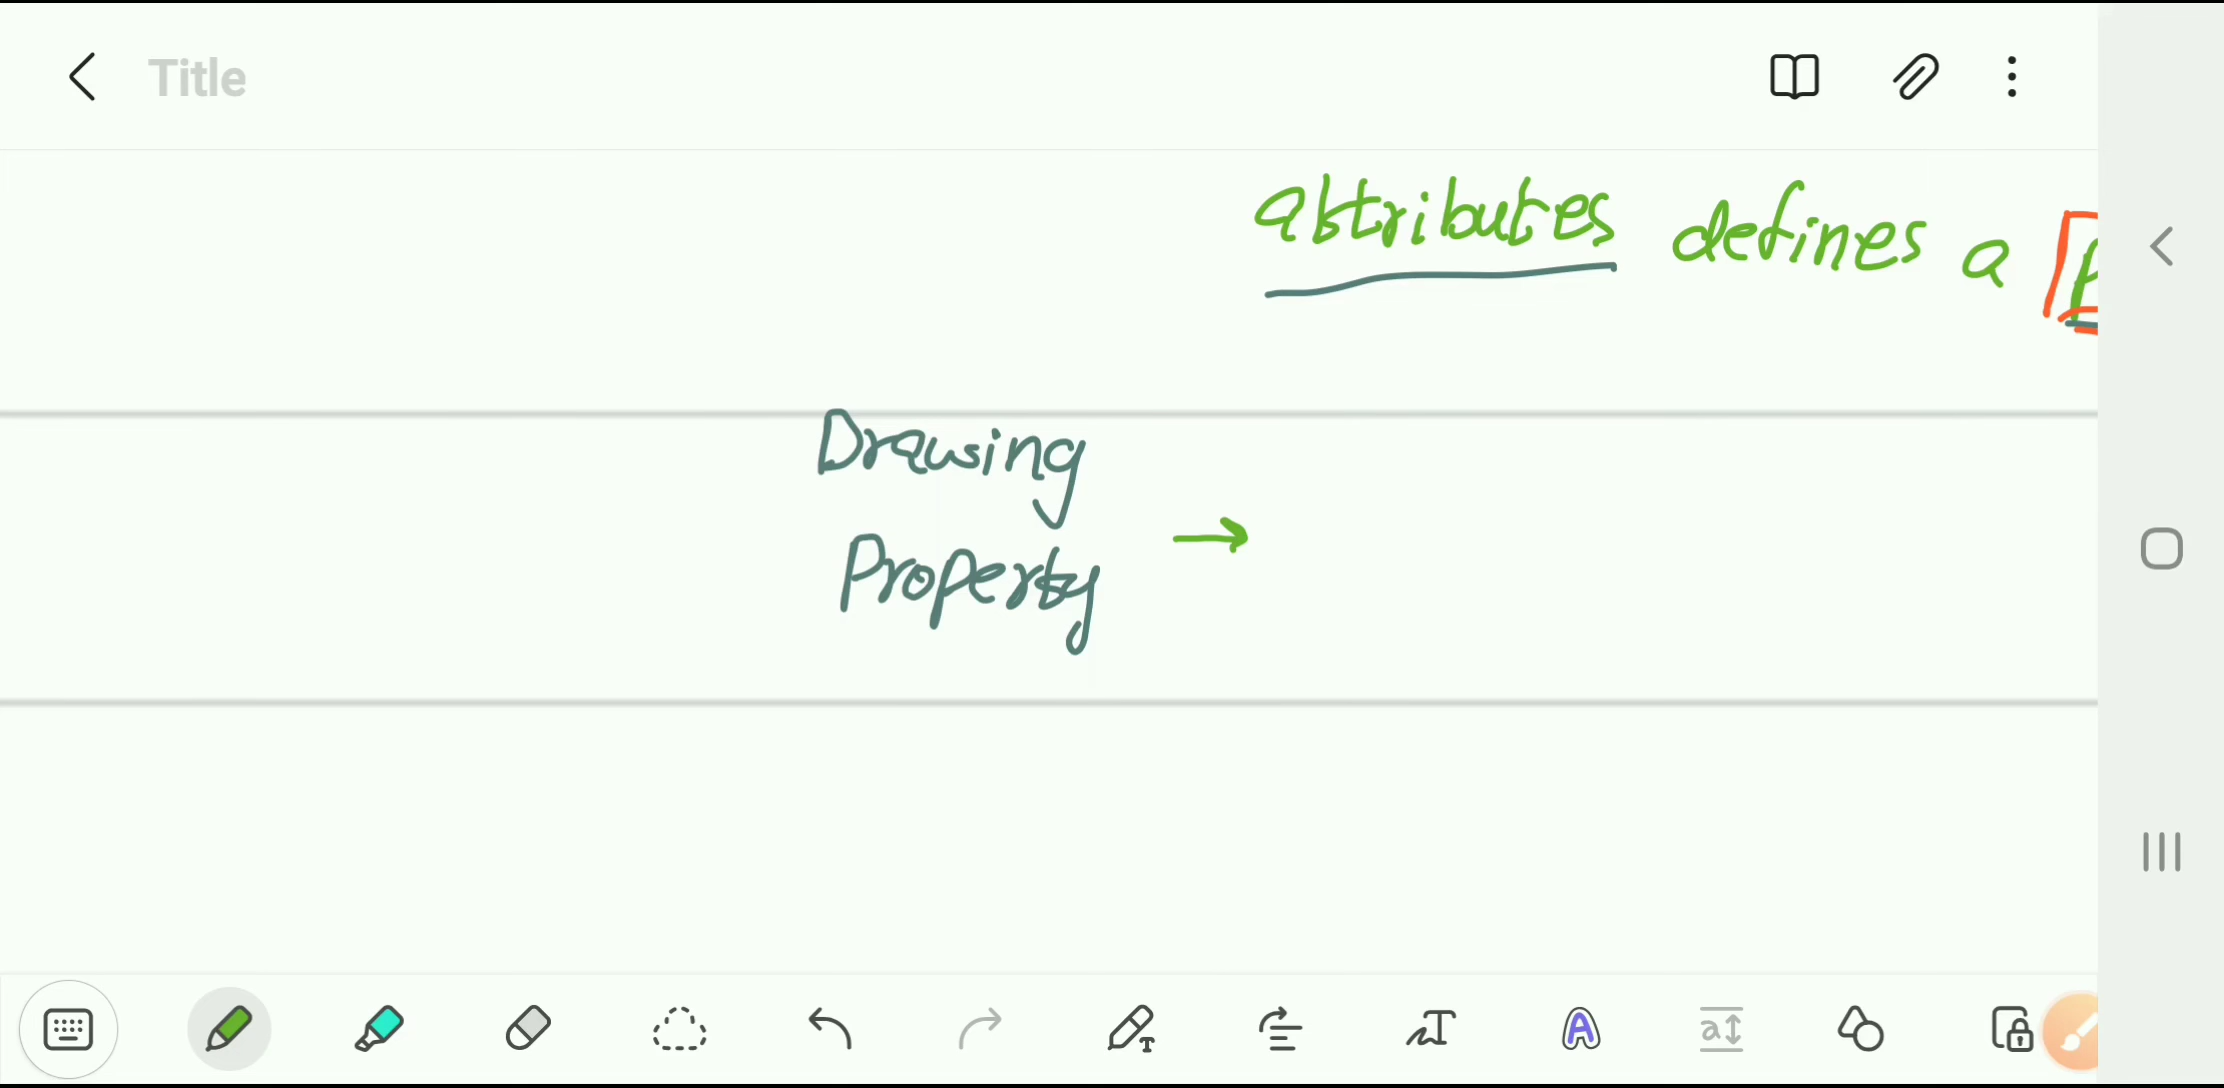 Title
attributes defines a
Drawing
Property →